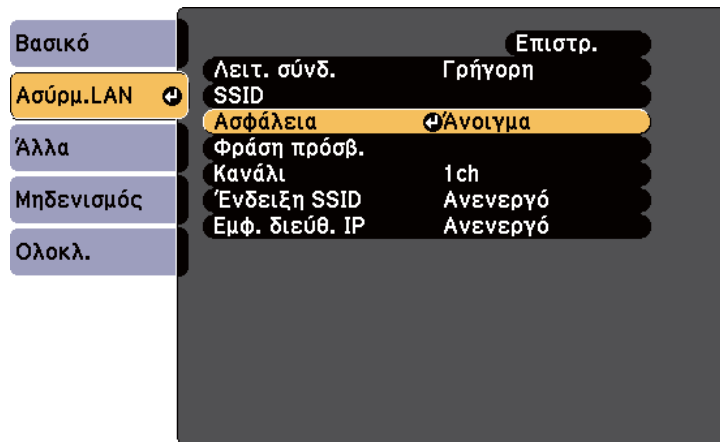 Βασικό
Ασύρμ.LAN
Άλλα
Μηδενισμός
Ολοκλ.
Επιστρ.
Λειτ. σύνδ. Γρήγορη
SSID
Ασφάλεια Άνοιγμα
Φράση πρόσβ.
Κανάλι 1ch
Ένδειξη SSID Ανενεργό
Εμφ. διεύθ. IP Ανενεργό